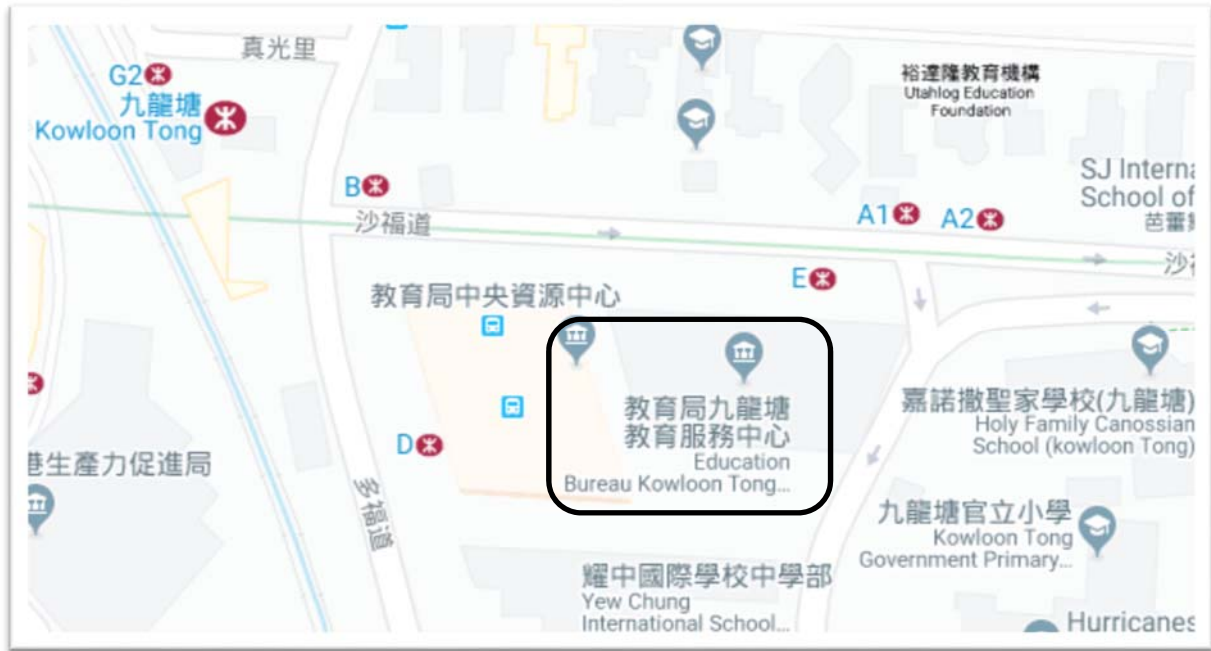 真光里
G2
九龍塘
Kowloon Tong
裕達隆教育機構
Utahlog Education
Foundation
SJ Interna
School of
芭蕾
B
沙福道
A1
A2
沙
E
教育局中央資源中心
教育局九龍塘
教育服務中心
Education
Bureau Kowloon Tong...
嘉諾撒聖家學校(九龍塘)
Holy Family Canossian
School (kowloon Tong)
D
港生產力促進局
多福道
九龍塘官立小學
Kowloon Tong
Government Primary...
耀中國際學校中學部
Yew Chung
International School...
Hurricanes